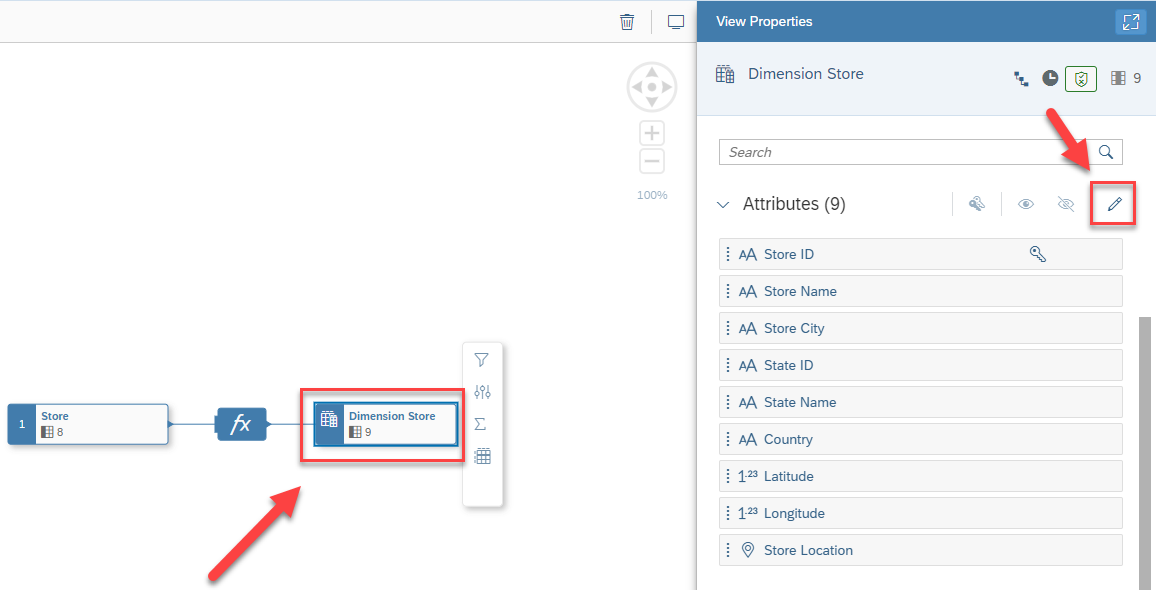 View Properties
Dimension Store
9
Search
100%
Attributes (9)
AA Store ID
AA Store Name
AA Store City
AA State ID
AA State Name
AA Country
1.23 Latitude
1.23 Longitude
Store Location
1
Store
8
fx
Dimension Store
9